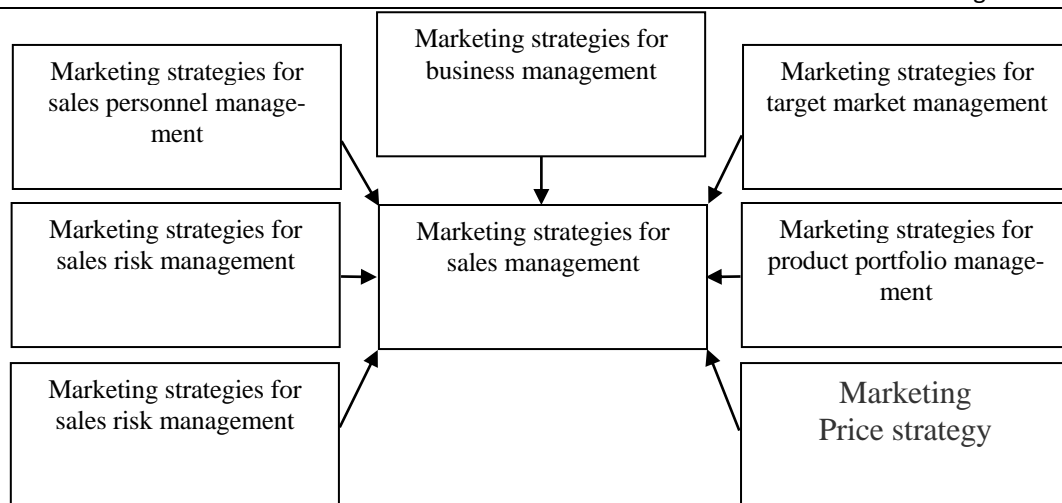 Marketing strategies for
sales personnel manage-
ment
Marketing strategies for
business management
Marketing strategies for
target market management
Marketing strategies for
sales risk management
Marketing strategies for
sales management
Marketing strategies for
product portfolio manage-
ment
Marketing strategies for
sales risk management
Marketing
Price strategy